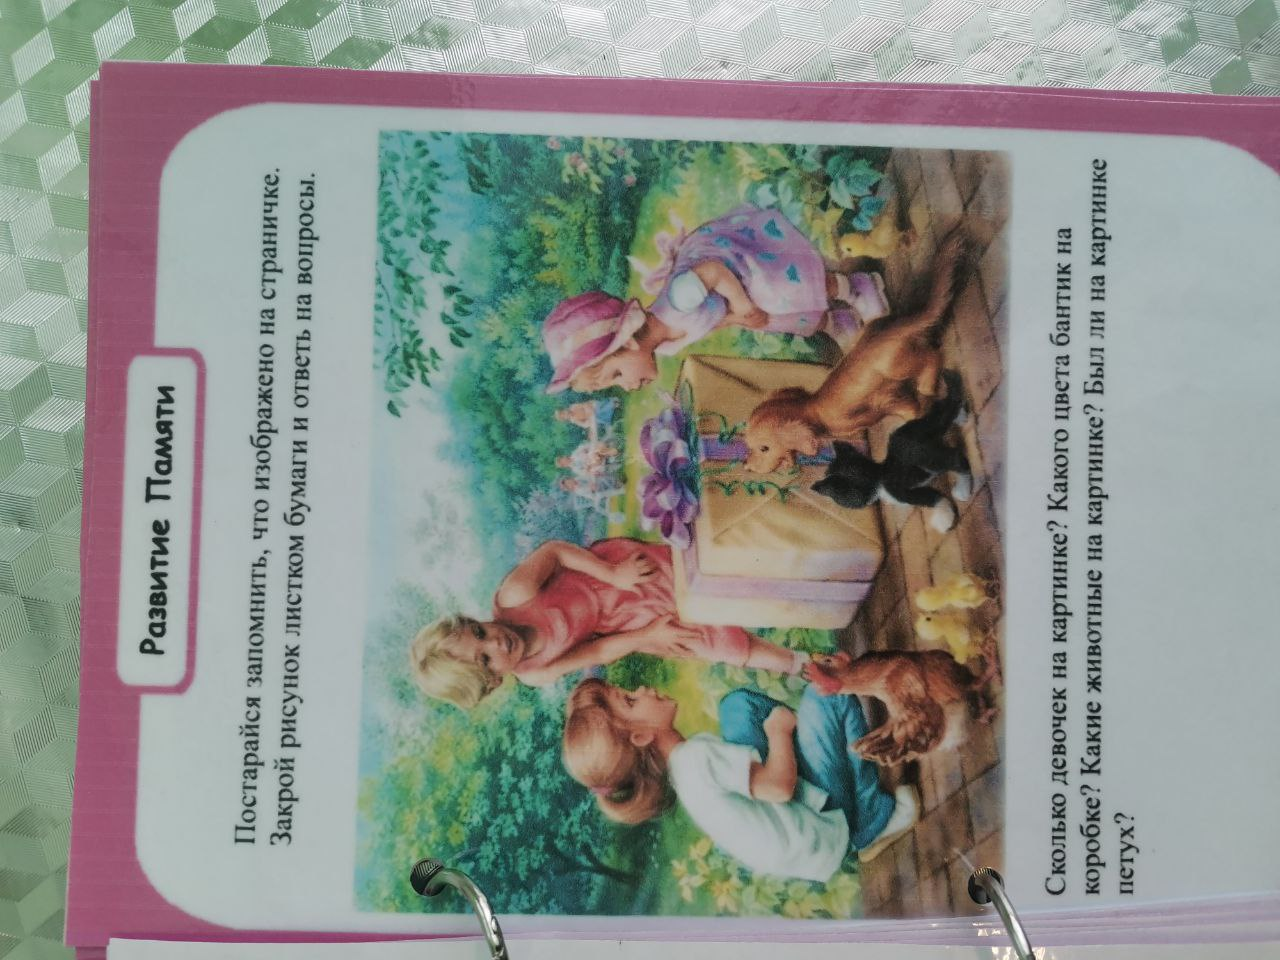 Развитие Памяти
Постарайся запомнить, что изображено на страничке.
Закрой рисунок листком бумаги и ответь на вопросы.
Сколько девочек на картинке? Какого цвета бантик на
коробке? Какие животные на картинке? Был ли на картинке
петух?